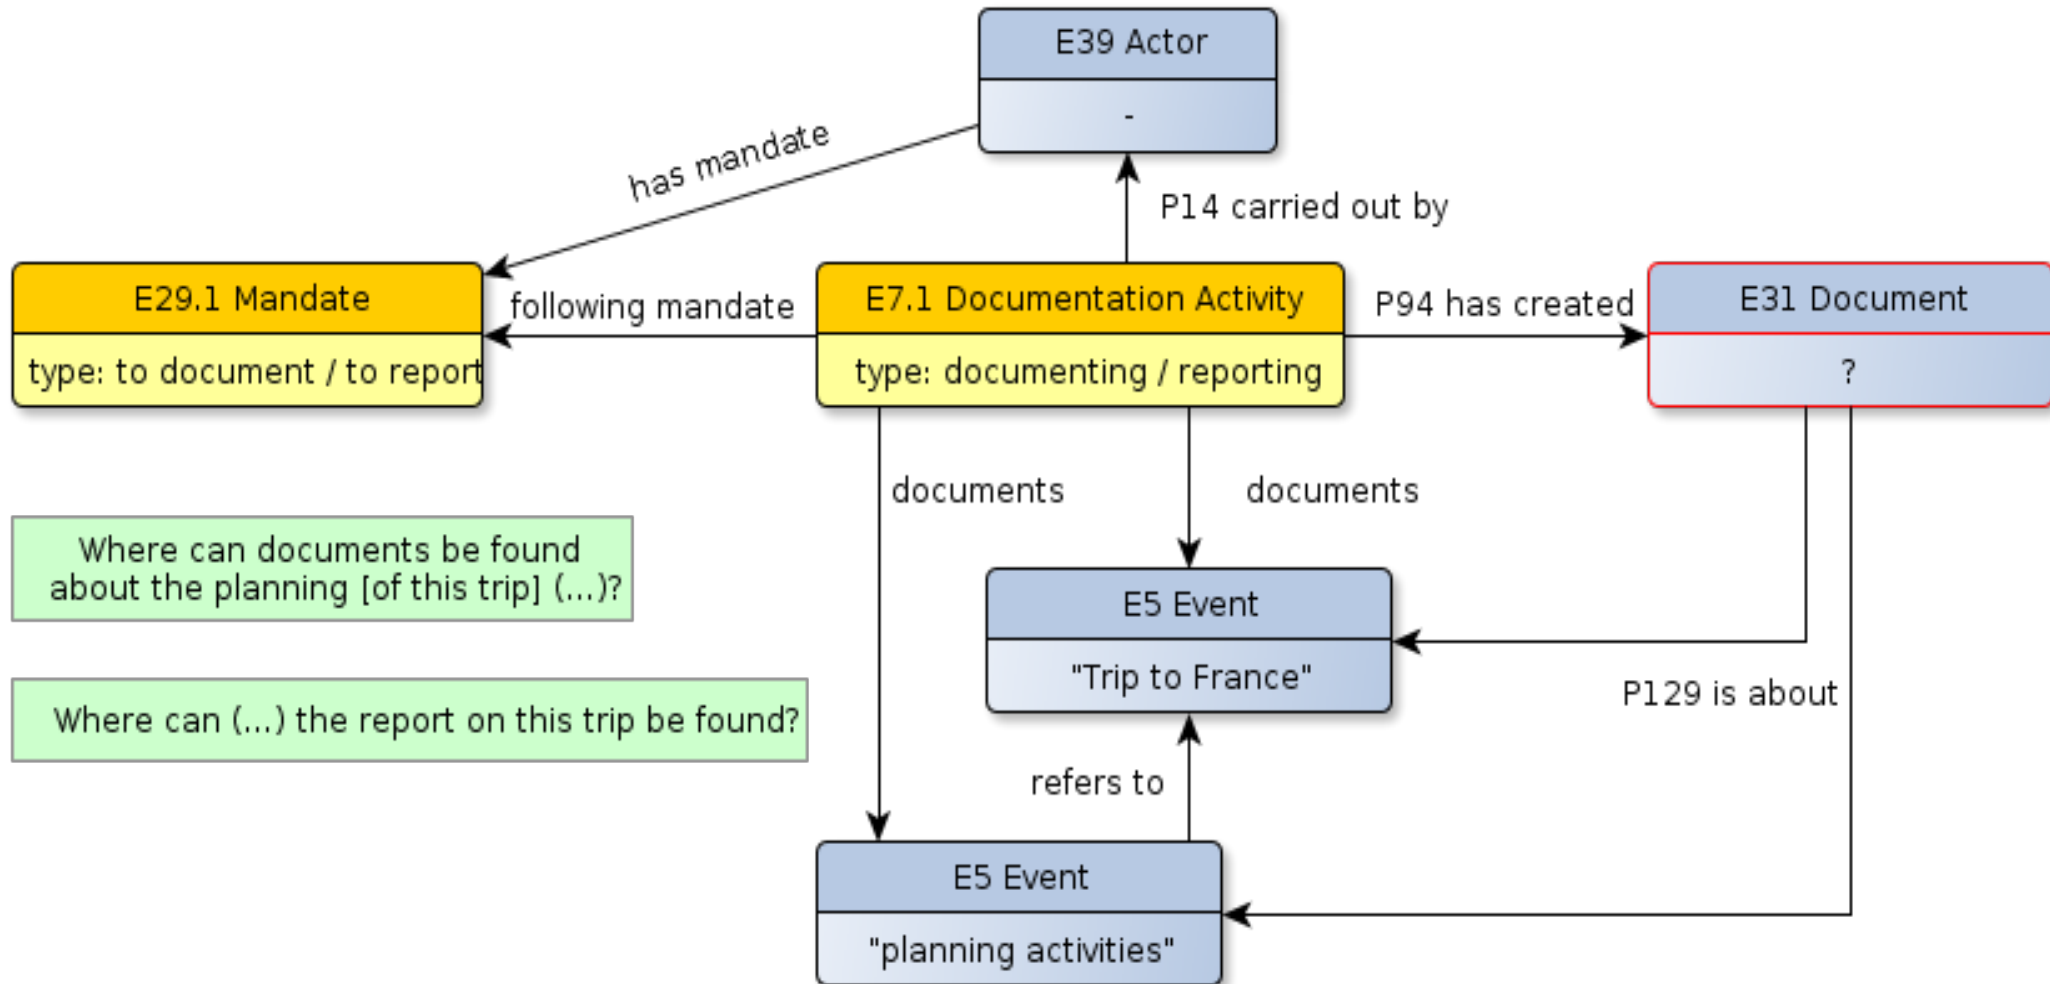 E39 Actor
-
has mandate
P14 carried out by
E29.1 Mandate
type: to document / to report
following mandate
E7.1 Documentation Activity
type: documenting / reporting
P94 has created
E31 Document
?
documents
documents
Where can documents be found
about the planning [of this trip] (...)?
E5 Event
"Trip to France"
Where can (...) the report on this trip be found?
P129 is about
refers to
E5 Event
"planning activities"